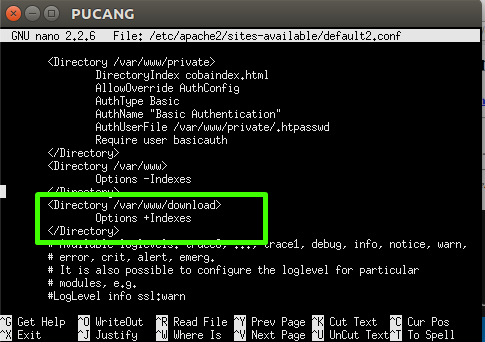 PUCANG
GNU nano 2.2.6 File: /etc/apache2/sites-available/default2.conf
<Directory /var/www/private>
DirectoryIndex cobaindex.html
AllowOverride AuthConfig
AuthType Basic
AuthName "Basic Authentication"
AuthUserFile /var/www/private/.htpasswd
Require user basicauth
</Directory>
<Directory /var/www>
Options -Indexes
</Directory>
<Directory /var/www/download>
Options +Indexes
</Directory>
# Available loglevels: trace8, ..., trace1, debug, info, notice, warn,
# error, crit, alert, emerg.
# It is also possible to configure the loglevel for particular
# modules, e.g.
#LogLevel info ssl:warn
^G Get Help ^O WriteOut ^R Read File ^Y Prev Page ^K Cut Text ^C Cur Pos
^X Exit ^J Justify ^W Where Is ^V Next Page ^U UnCut Text ^T To Spell